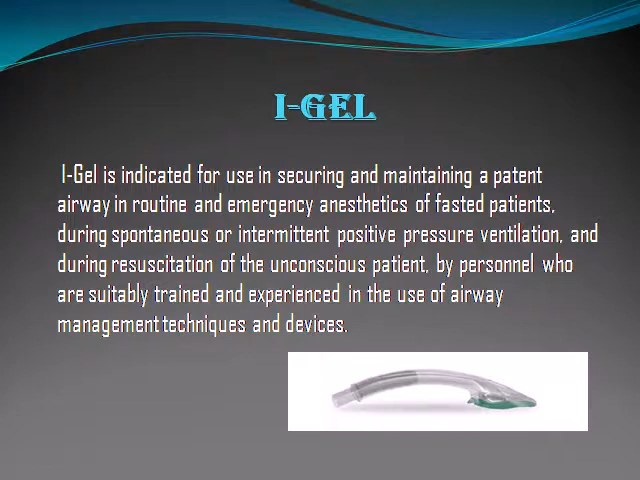 I-GEL
I-Gel is indicated for use in securing and maintaining a patent
airway in routine and emergency anesthetics of fasted patients,
during spontaneous or intermittent positive pressure ventilation, and
during resuscitation of the unconscious patient, by personnel who
are suitably trained and experienced in the use of airway
management techniques and devices.